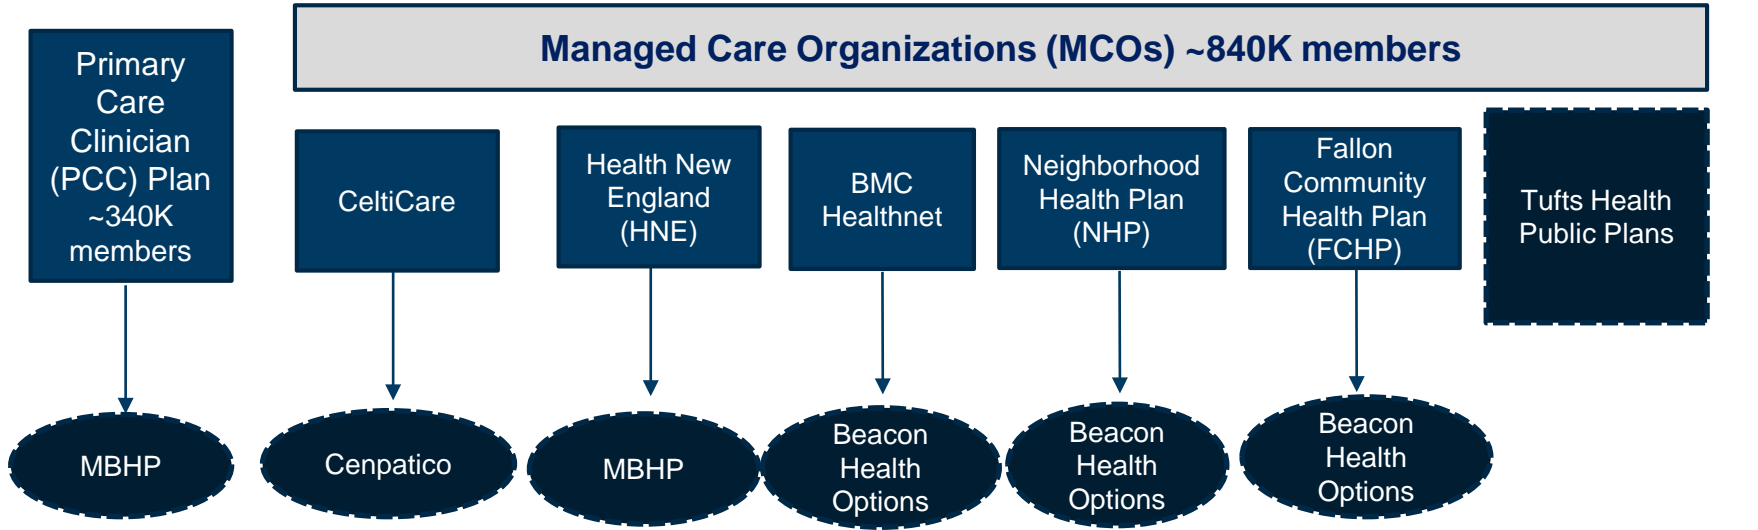 Primary
Care
Clinician
(PCC) Plan
~340K
members
Managed Care Organizations (MCOs) ~840K members
CeltiCare
Health New
England
(HNE)
BMC
Healthnet
Neighborhood
Health Plan
(NHP)
Fallon
Community
Health Plan
(FCHP)
Tufts Health
Public Plans
MBHP
Cenpatico
MBHP
Beacon
Health
Options
Beacon
Health
Options
Beacon
Health
Options